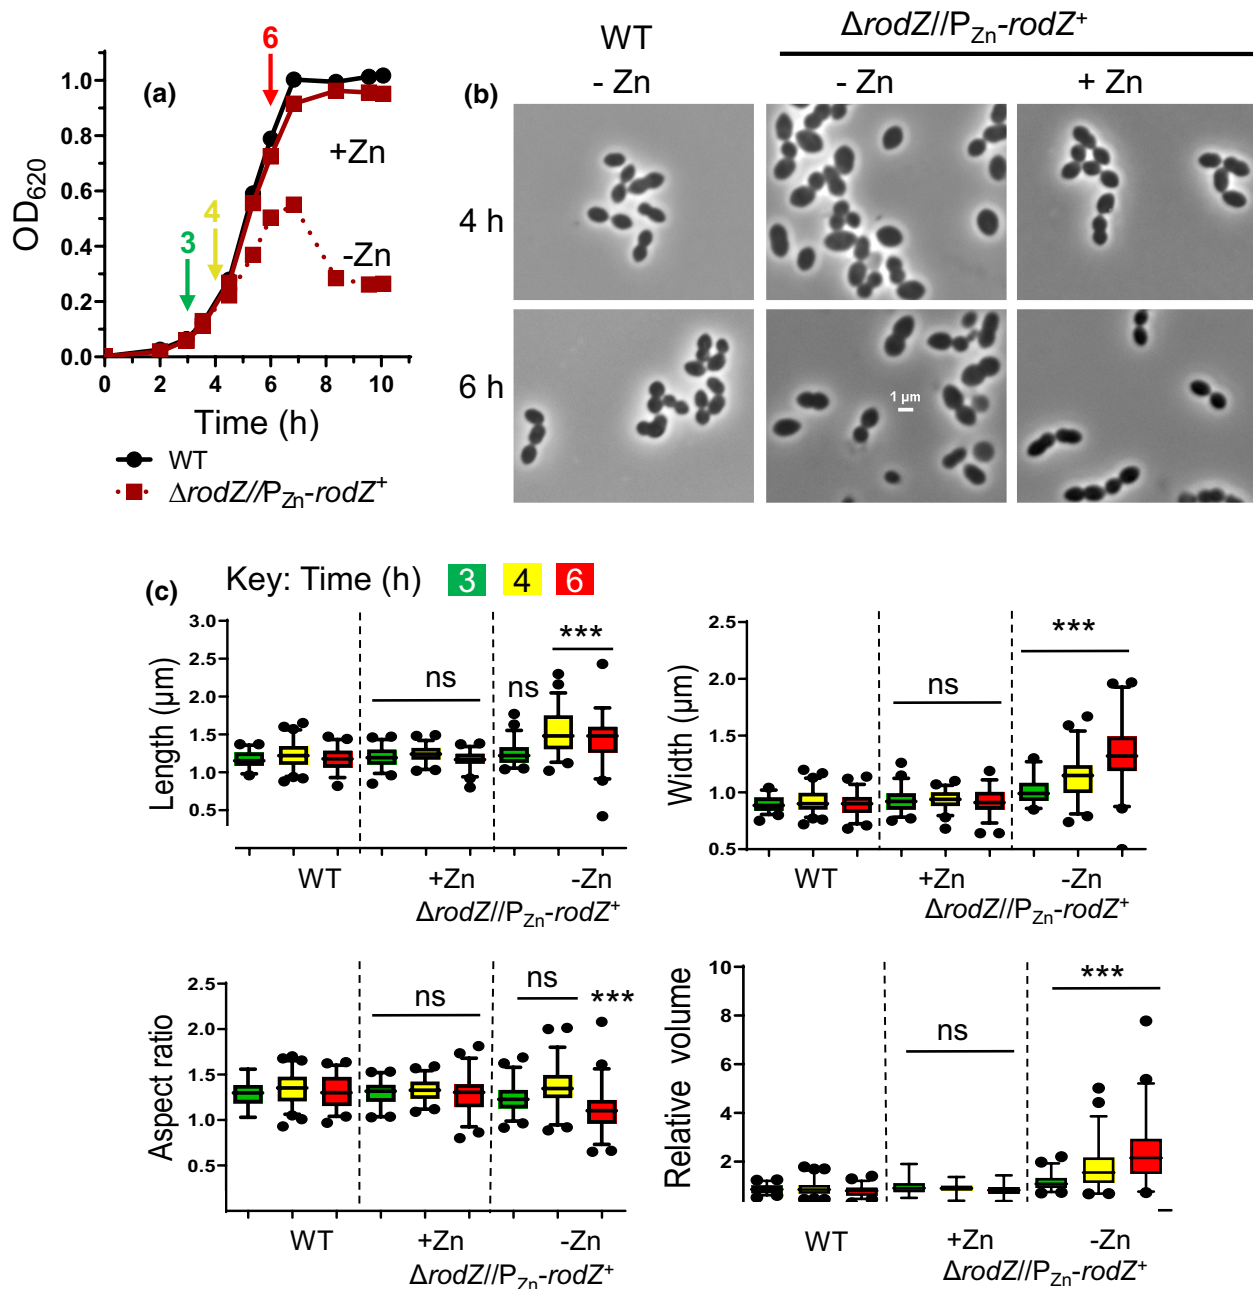 (a)
OD620
1.0
0.8
0.6
0.4
0.2
0.0
6
4
3
+Zn
-Zn
0 2 4 6 8 10
Time (h)
WT
ΔrodZ//PZn-rodZ+
(b)
WT
ΔrodZ//PZn-rodZ+
- Zn
- Zn
+ Zn
4 h
6 h
1 μm
(c)
Key: Time (h) 3 4 6
Length (μm)
3.0
2.5
2.0
1.5
1.0
0.5
ns
ns
***
WT
+Zn
-Zn
ΔrodZ//PZn-rodZ+
Width (μm)
2.5
2.0
1.5
1.0
0.5
ns
***
WT
+Zn
-Zn
ΔrodZ//PZn-rodZ+
Aspect ratio
2.5
2.0
1.5
1.0
0.5
ns
ns
***
WT
+Zn
-Zn
ΔrodZ//PZn-rodZ+
Relative volume
10
8
6
4
2
ns
***
WT
+Zn
-Zn
ΔrodZ//PZn-rodZ+